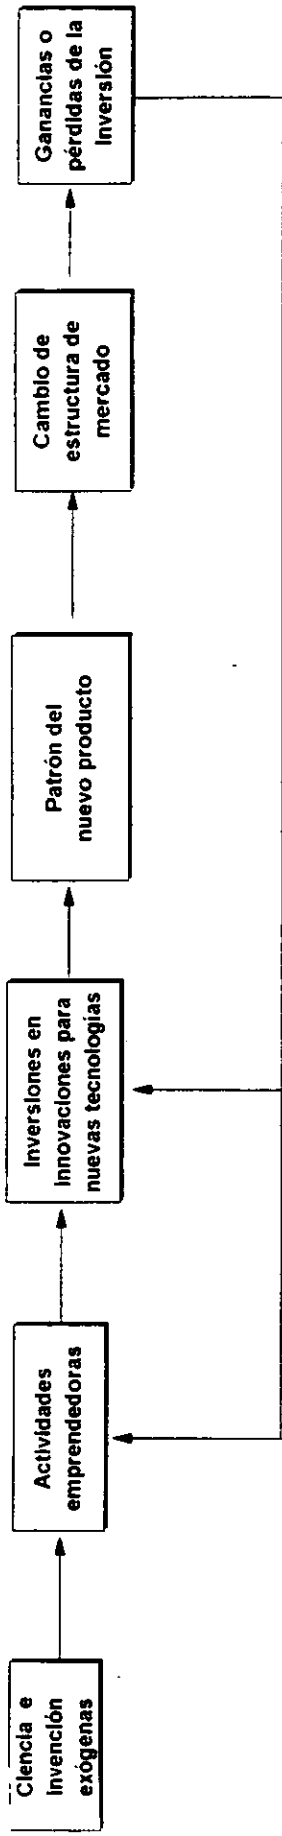 Ciencia e
invención
exógenas
Actividades
emprendedoras
Inversiones en
innovaciones para
nuevas tecnologías
Patrón del
nuevo producto
Cambio de
estructura de
mercado
Ganancias o
pérdidas de la
inversión